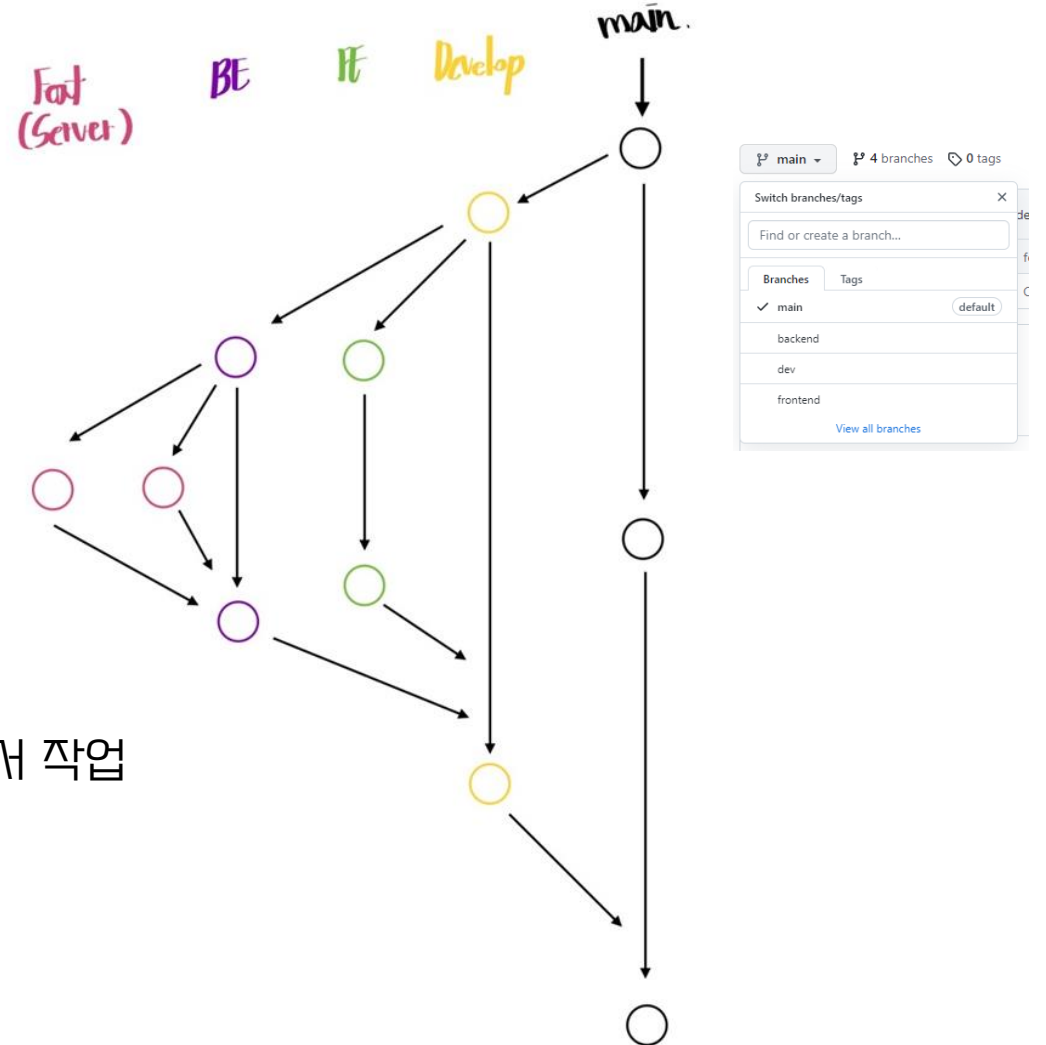 main.
Develop
FE
BE
Feat
(Server)
main
4 branches
0 tags
Switch branches/tags
Find or create a branch...
Branches
Tags
main
default
backend
dev
frontend
View all branches
작업